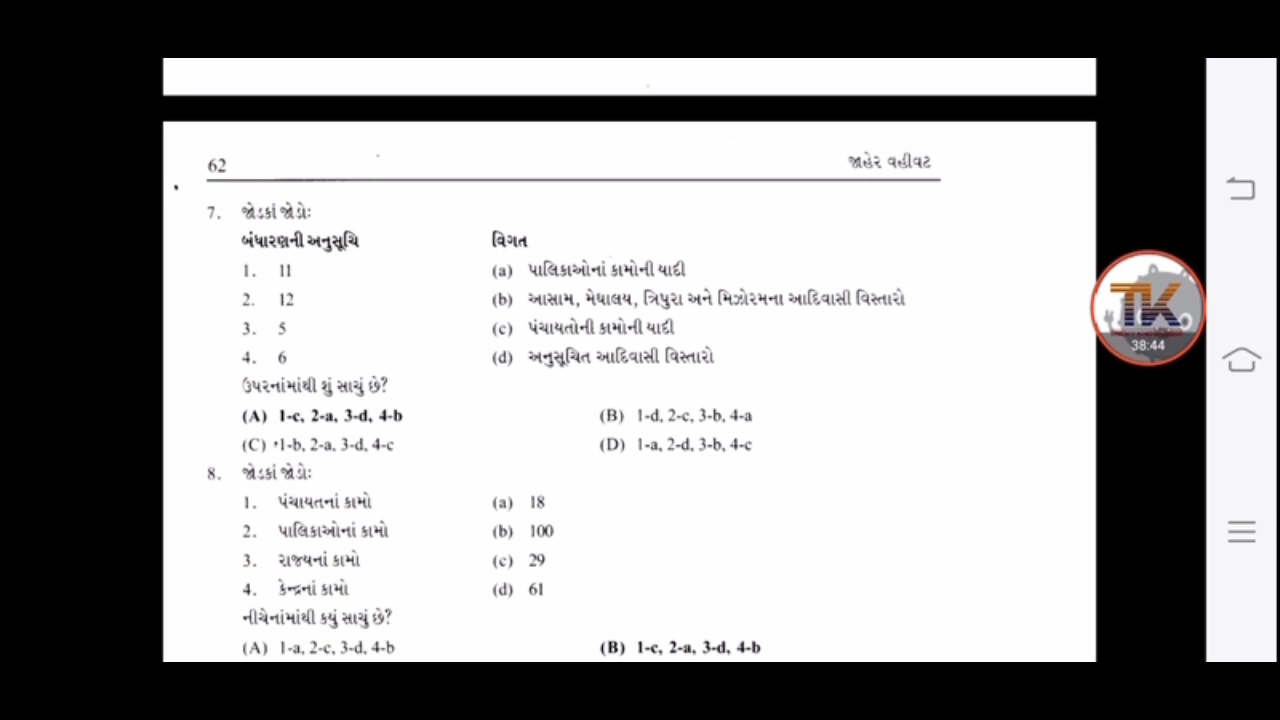 62 જાહેર વહીવટ
7. જોડકાં જોડોઃ
બંધારણની અનુસૂચિ વિગત
1. 11 (a) પાલિકાઓનાં કામોની યાદી
2. 12 (b) આસામ, મેઘાલય, ત્રિપુરા અને મિઝોરમના આદિવાસી વિસ્તારો
3. 5 (c) પંચાયતોની કામોની યાદી
4. 6 (d) અનુસૂચિત આદિવાસી વિસ્તારો
ઉપરનાંમાંથી શું સાચું છે?
(A) 1-c, 2-a, 3-d, 4-b (B) 1-d, 2-c, 3-b, 4-a
(C) 1-b, 2-a, 3-d, 4-c (D) 1-a, 2-d, 3-b, 4-c
8. જોડકાં જોડોઃ
1. પંચાયતનાં કામો (a) 18
2. પાલિકાઓનાં કામો (b) 100
3. રાજ્યનાં કામો (c) 29
4. કેન્દ્રનાં કામો (d) 61
નીચેનાંમાંથી કયું સાચું છે?
(A) 1-a, 2-c, 3-d, 4-b (B) 1-c, 2-a, 3-d, 4-b
TK
38:44